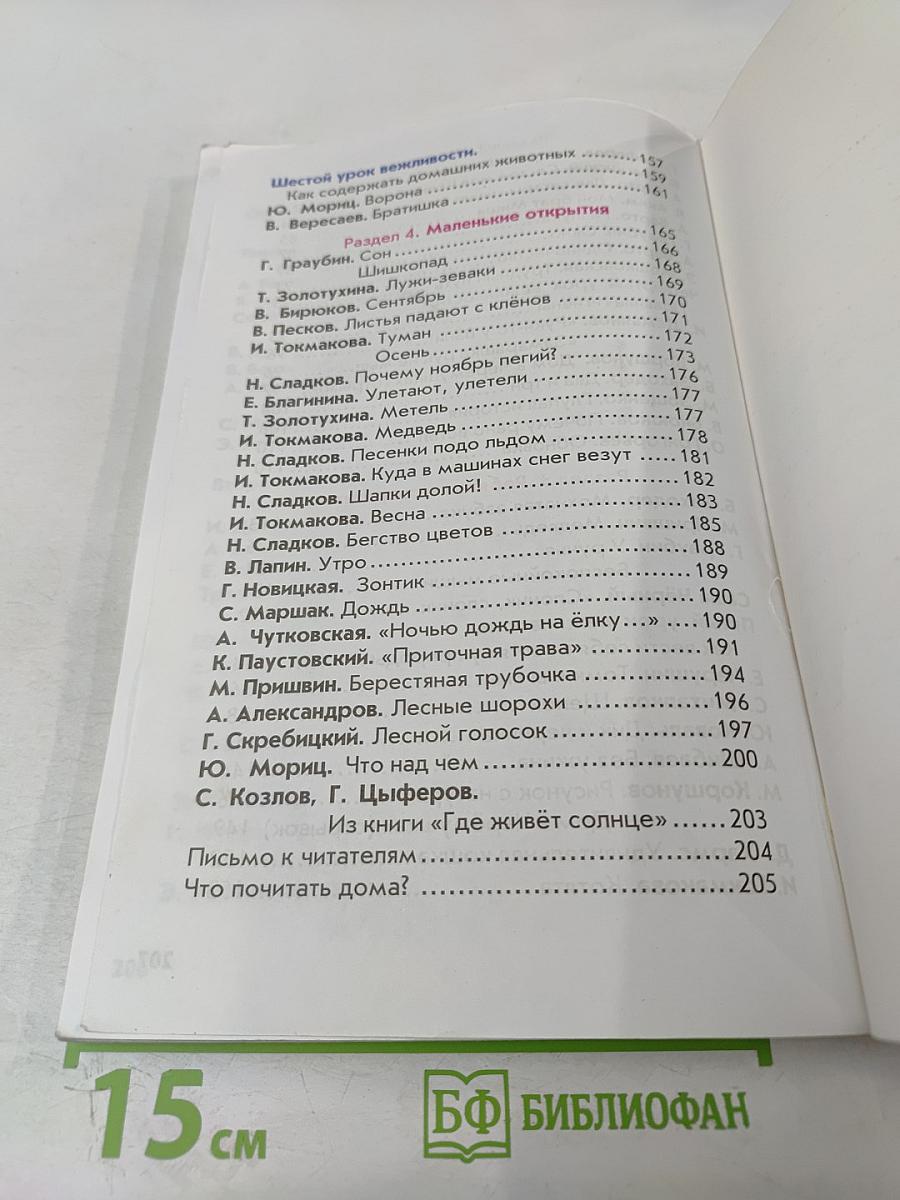 Шестой урок вежливости.
Как содержать домашних животных ......... 157
Ю. Мориц. Ворона ........................ 159
В. Вересаев. Братишка ........................ 161
Раздел 4. Маленькие открытия
Г. Граубин. Сон ........................ 165
Шишкопад ........................ 166
Т. Золотухина. Лужи-зеваки ........................ 168
В. Бирюков. Сентябрь ........................ 169
В. Песков. Листья падают с клёнов ............ 170
И. Токмакова. Туман ........................ 171
Осень ........................ 172
Н. Сладков. Почему ноябрь пегий? ............ 173
Е. Благинина. Улетают, улетели ............ 176
Т. Золотухина. Метель ........................ 177
И. Токмакова. Медведь ........................ 177
Н. Сладков. Песенки подо льдом ............ 178
И. Токмакова. Куда в машинах снег везут ..... 181
Н. Сладков. Шапки долой! ........................ 182
И. Токмакова. Весна ........................ 183
Н. Сладков. Бегство цветов ........................ 185
В. Лапин. Утро ........................ 188
Г. Новицкая. Зонтик ........................ 189
С. Маршак. Дождь ........................ 190
А. Чутковская. «Ночью дождь на ёлку...» .... 190
К. Паустовский. «Приточная трава» ............ 191
М. Пришвин. Берестяная трубочка ............ 194
А. Александров. Лесные шорохи ............ 196
Г. Скребицкий. Лесной голосок ............ 197
Ю. Мориц. Что над чем ........................ 200
С. Козлов, Г. Цыферов.
Из книги «Где живёт солнце» ...... 203
Письмо к читателям ........................ 204
Что почитать дома? ........................ 205
207
15 см
БФ БИБЛИОФАН